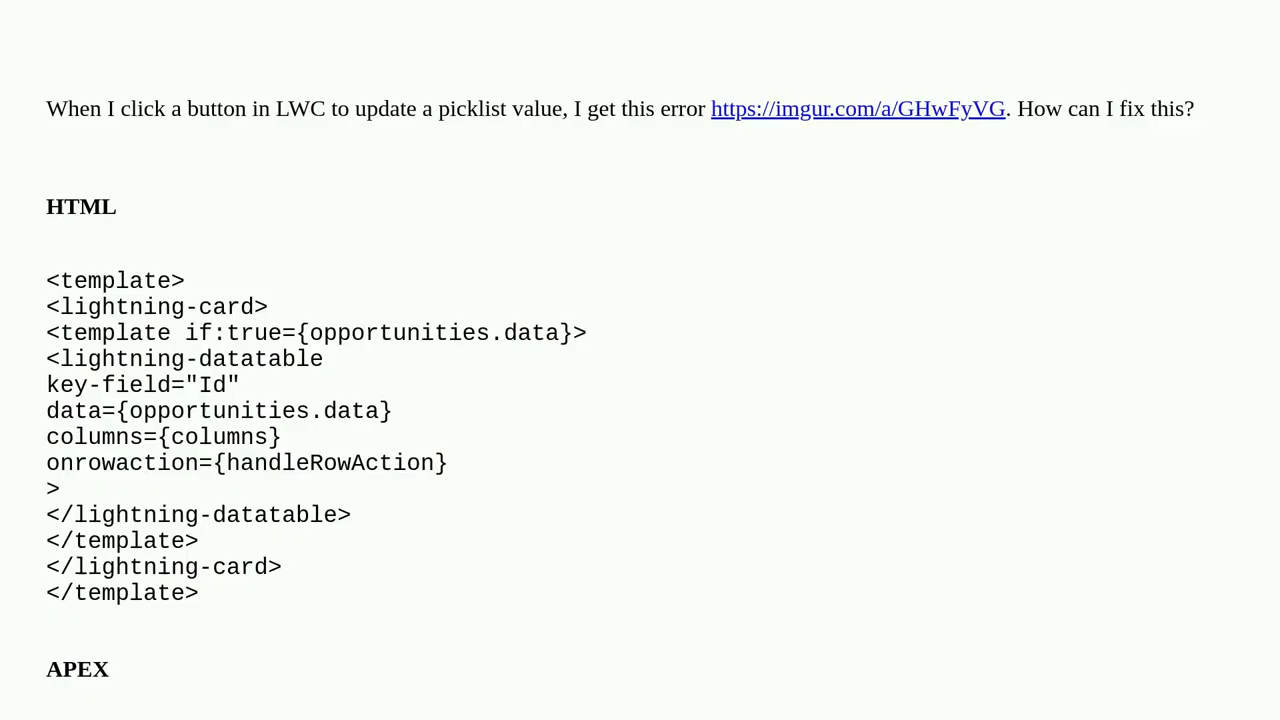 When I click a button in LWC to update a picklist value, I get this error https://imgur.com/a/GHwFyVG. How can I fix this?
HTML
<template>
<lightning-card>
<template if:true={opportunities.data}>
<lightning-datatable
key-field="Id"
data={opportunities.data}
columns={columns}
onrowaction={handleRowAction}
>
</lightning-datatable>
</template>
</lightning-card>
</template>
APEX